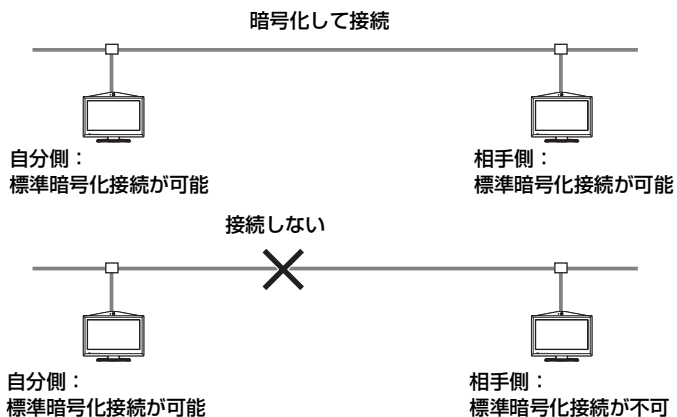 暗号化して接続
自分側：
標準暗号化接続が可能
相手側：
標準暗号化接続が可能
接続しない
自分側：
標準暗号化接続が可能
相手側：
標準暗号化接続が不可